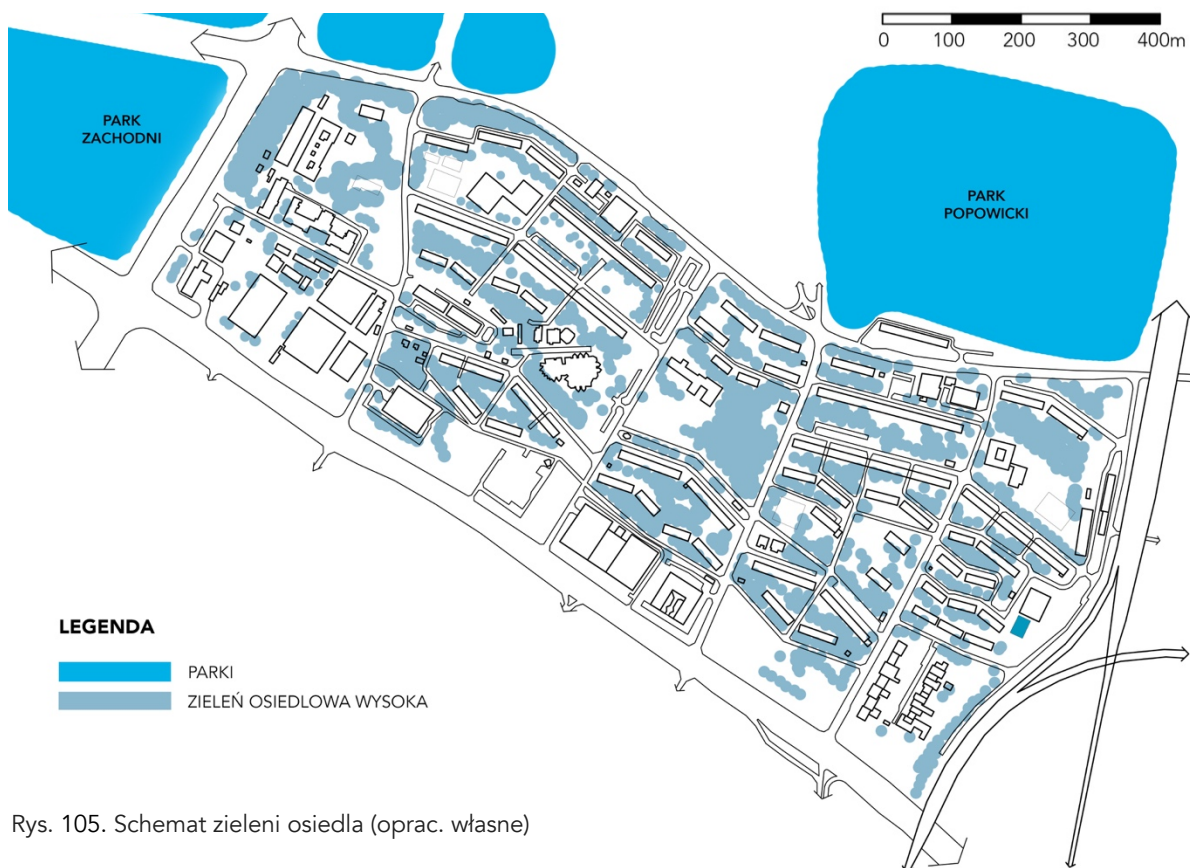 0 100 200 300 400m
PARK
ZACHODNI
PARK
POPOWICKI
LEGENDA
PARKI
ZIELEŃ OSIEDLOWA WYSOKA
Rys. 105. Schemat zieleni osiedla (oprac. własne)